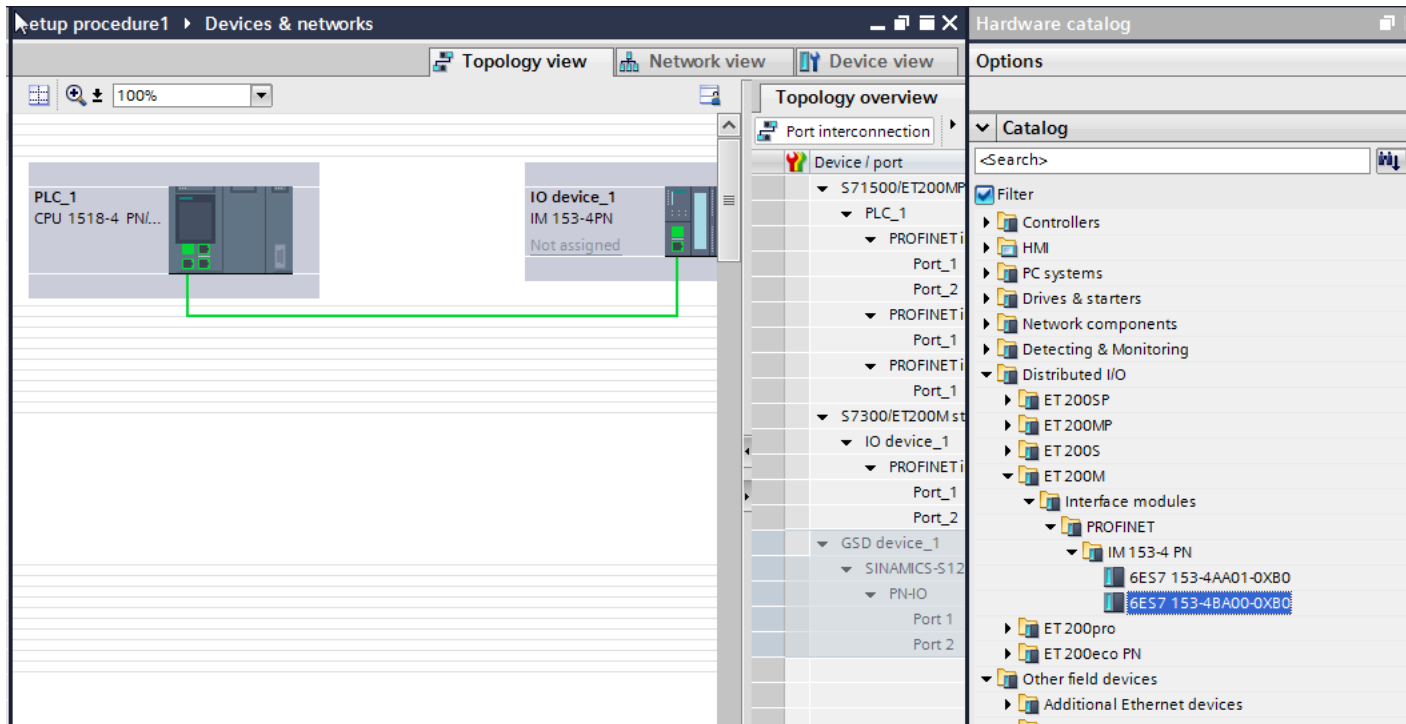 etup procedure1 ▸ Devices & networks
Topology view
Network view
Device view
100%
PLC_1
CPU 1518-4 PN/...
IO device_1
IM 153-4PN
Not assigned
Topology overview
Port interconnection
Device / port
S71500/ET200MP
PLC_1
PROFINET i
Port_1
Port_2
PROFINET i
Port_1
PROFINET i
Port_1
S7300/ET200M st
IO device_1
PROFINET i
Port_1
Port_2
GSD device_1
SINAMICS-S12
PN-IO
Port 1
Port 2
Hardware catalog
Options
Catalog
<Search>
Filter
Controllers
HMI
PC systems
Drives & starters
Network components
Detecting & Monitoring
Distributed I/O
ET 200SP
ET 200MP
ET 200S
ET 200M
Interface modules
PROFINET
IM 153-4 PN
6ES7 153-4AA01-0XB0
6ES7 153-4BA00-0XB0
ET 200pro
ET 200eco PN
Other field devices
Additional Ethernet devices